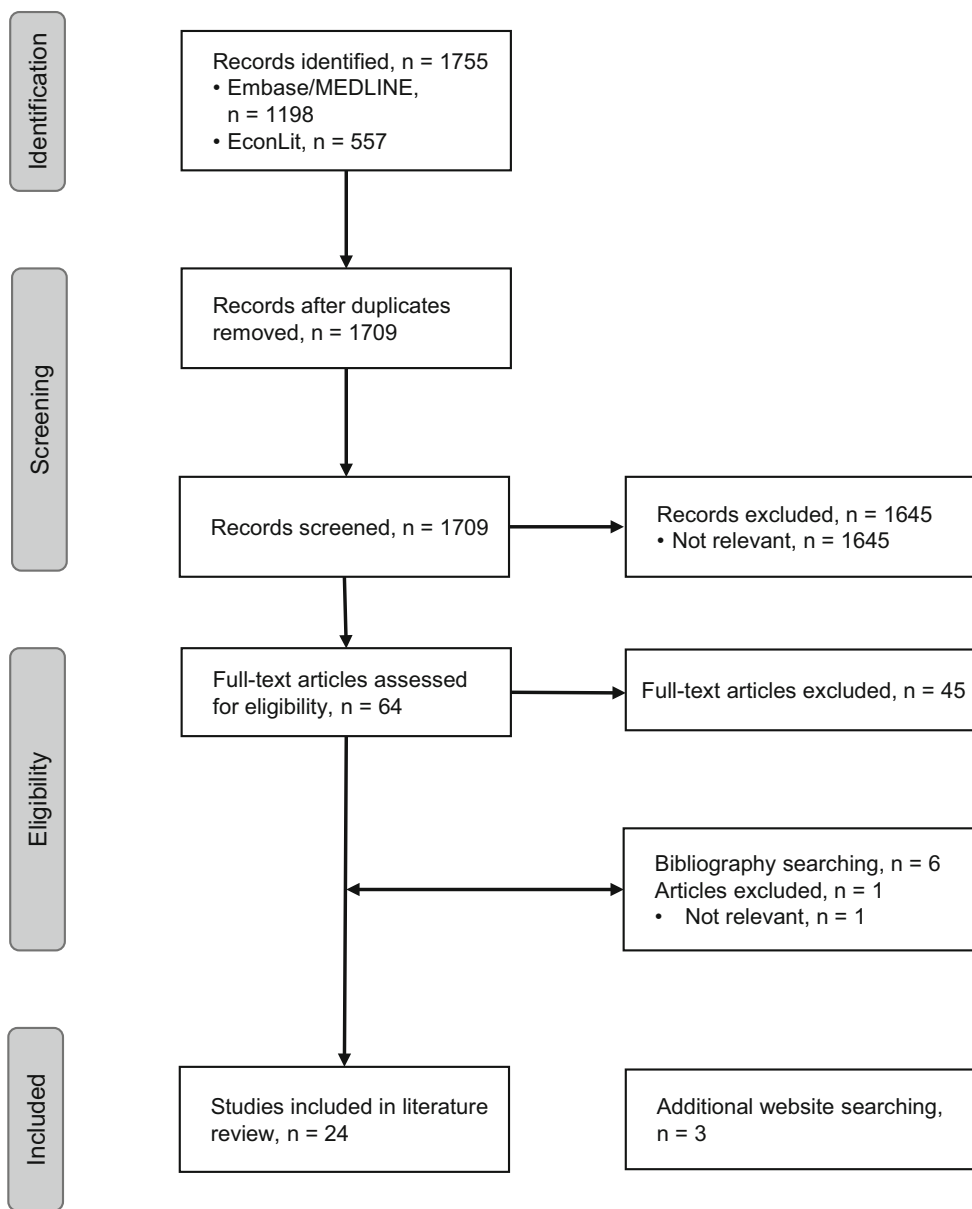 Identification
Records identified, n = 1755
• Embase/MEDLINE,
n = 1198
• EconLit, n = 557
Screening
Records after duplicates
removed, n = 1709
Records screened, n = 1709
Records excluded, n = 1645
• Not relevant, n = 1645
Eligibility
Full-text articles assessed
for eligibility, n = 64
Full-text articles excluded, n = 45
Bibliography searching, n = 6
Articles excluded, n = 1
• Not relevant, n = 1
Included
Studies included in literature
review, n = 24
Additional website searching,
n = 3